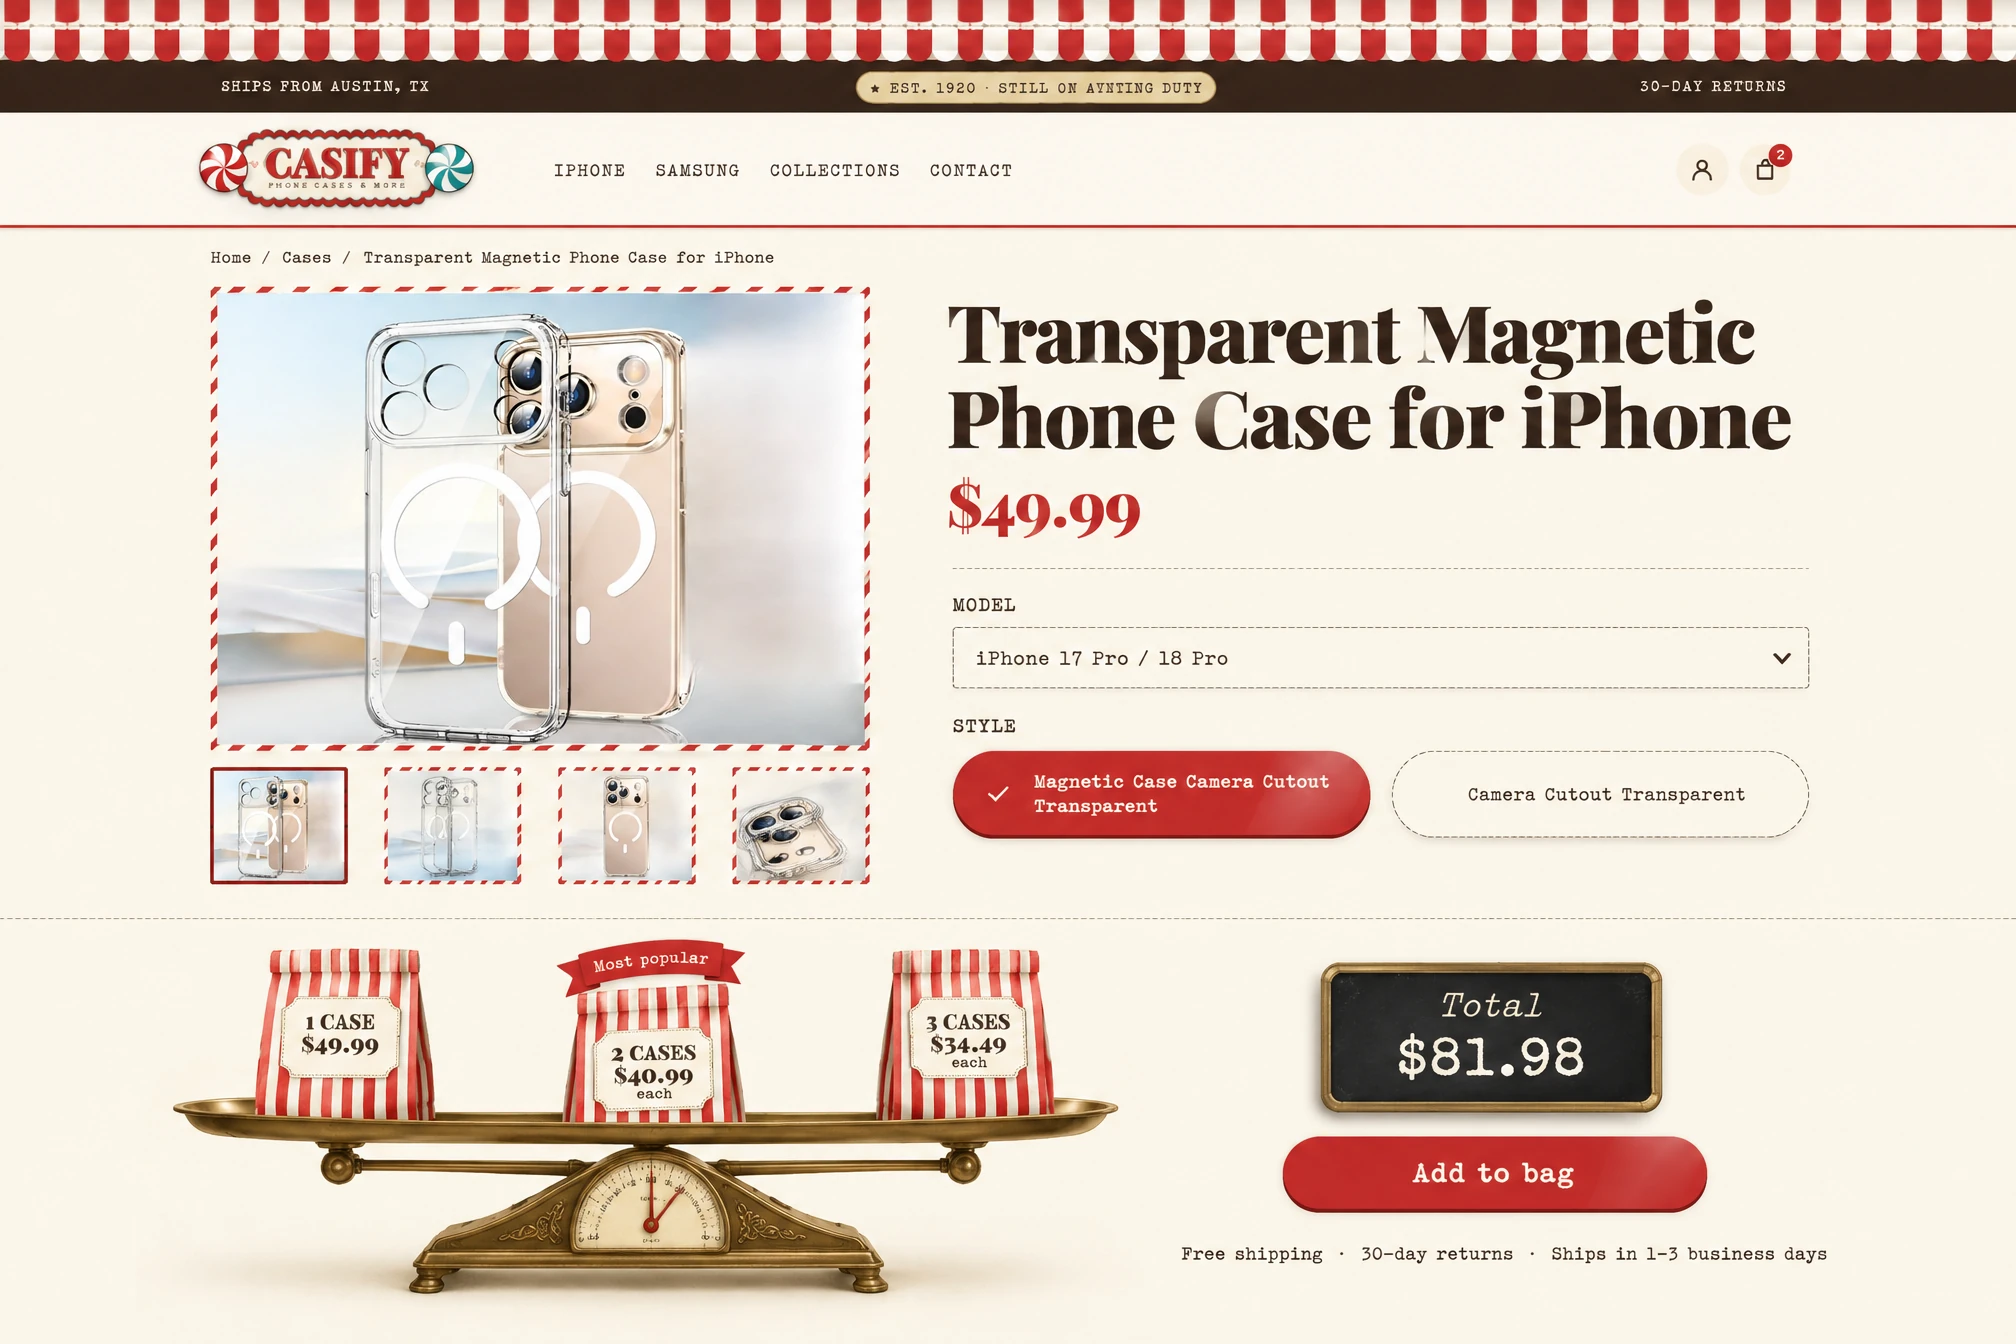 SHIPS FROM AUSTIN, TX
★ EST. 1920 · STILL ON AVNTING DUTY
30-DAY RETURNS
CASIFY
PHONE CASES & MORE
IPHONE
SAMSUNG
COLLECTIONS
CONTACT
2
Home / Cases / Transparent Magnetic Phone Case for iPhone
Transparent Magnetic
Phone Case for iPhone
$49.99
MODEL
iPhone 17 Pro / 18 Pro
STYLE
Magnetic Case Camera Cutout
Transparent
Camera Cutout Transparent
1 CASE
$49.99
Most popular
2 CASES
$40.99
each
3 CASES
$34.49
each
Total
$81.98
Add to bag
Free shipping · 30-day returns · Ships in 1-3 business days